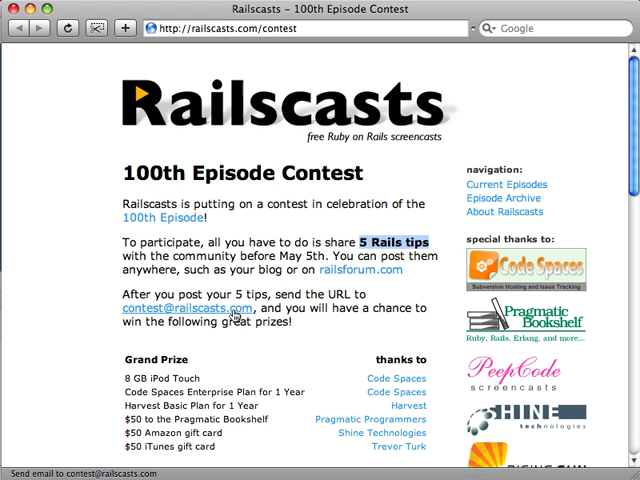 Railscasts – 100th Episode Contest
http://railscasts.com/contest
Google
Railscasts
free Ruby on Rails screencasts
100th Episode Contest
Railscasts is putting on a contest in celebration of the
100th Episode!
To participate, all you have to do is share 5 Rails tips
with the community before May 5th. You can post them
anywhere, such as your blog or on railsforum.com
After you post your 5 tips, send the URL to
contest@railscasts.com, and you will have a chance to
win the following great prizes!
Grand Prize thanks to
8 GB iPod Touch Code Spaces
Code Spaces Enterprise Plan for 1 Year Code Spaces
Harvest Basic Plan for 1 Year Harvest
$50 to the Pragmatic Bookshelf Pragmatic Programmers
$50 Amazon gift card Shine Technologies
$50 iTunes gift card Trevor Turk
navigation:
Current Episodes
Episode Archive
About Railscasts
special thanks to:
Code Spaces
Subversion Hosting and Issue Tracking
Pragmatic
Bookshelf
Ruby, Rails, Erlang, and more...
PeepCode
screencasts
SHINE
technologies
RISING SUN
Send email to contest@railscasts.com